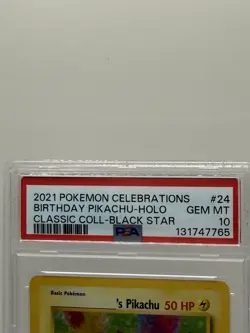 2021 POKEMON CELEBRATIONS #24
BIRTHDAY PIKACHU-HOLO GEM MT
CLASSIC COLL-BLACK STAR 10
PSA 131747765
Basic Pokémon
's Pikachu 50 HP